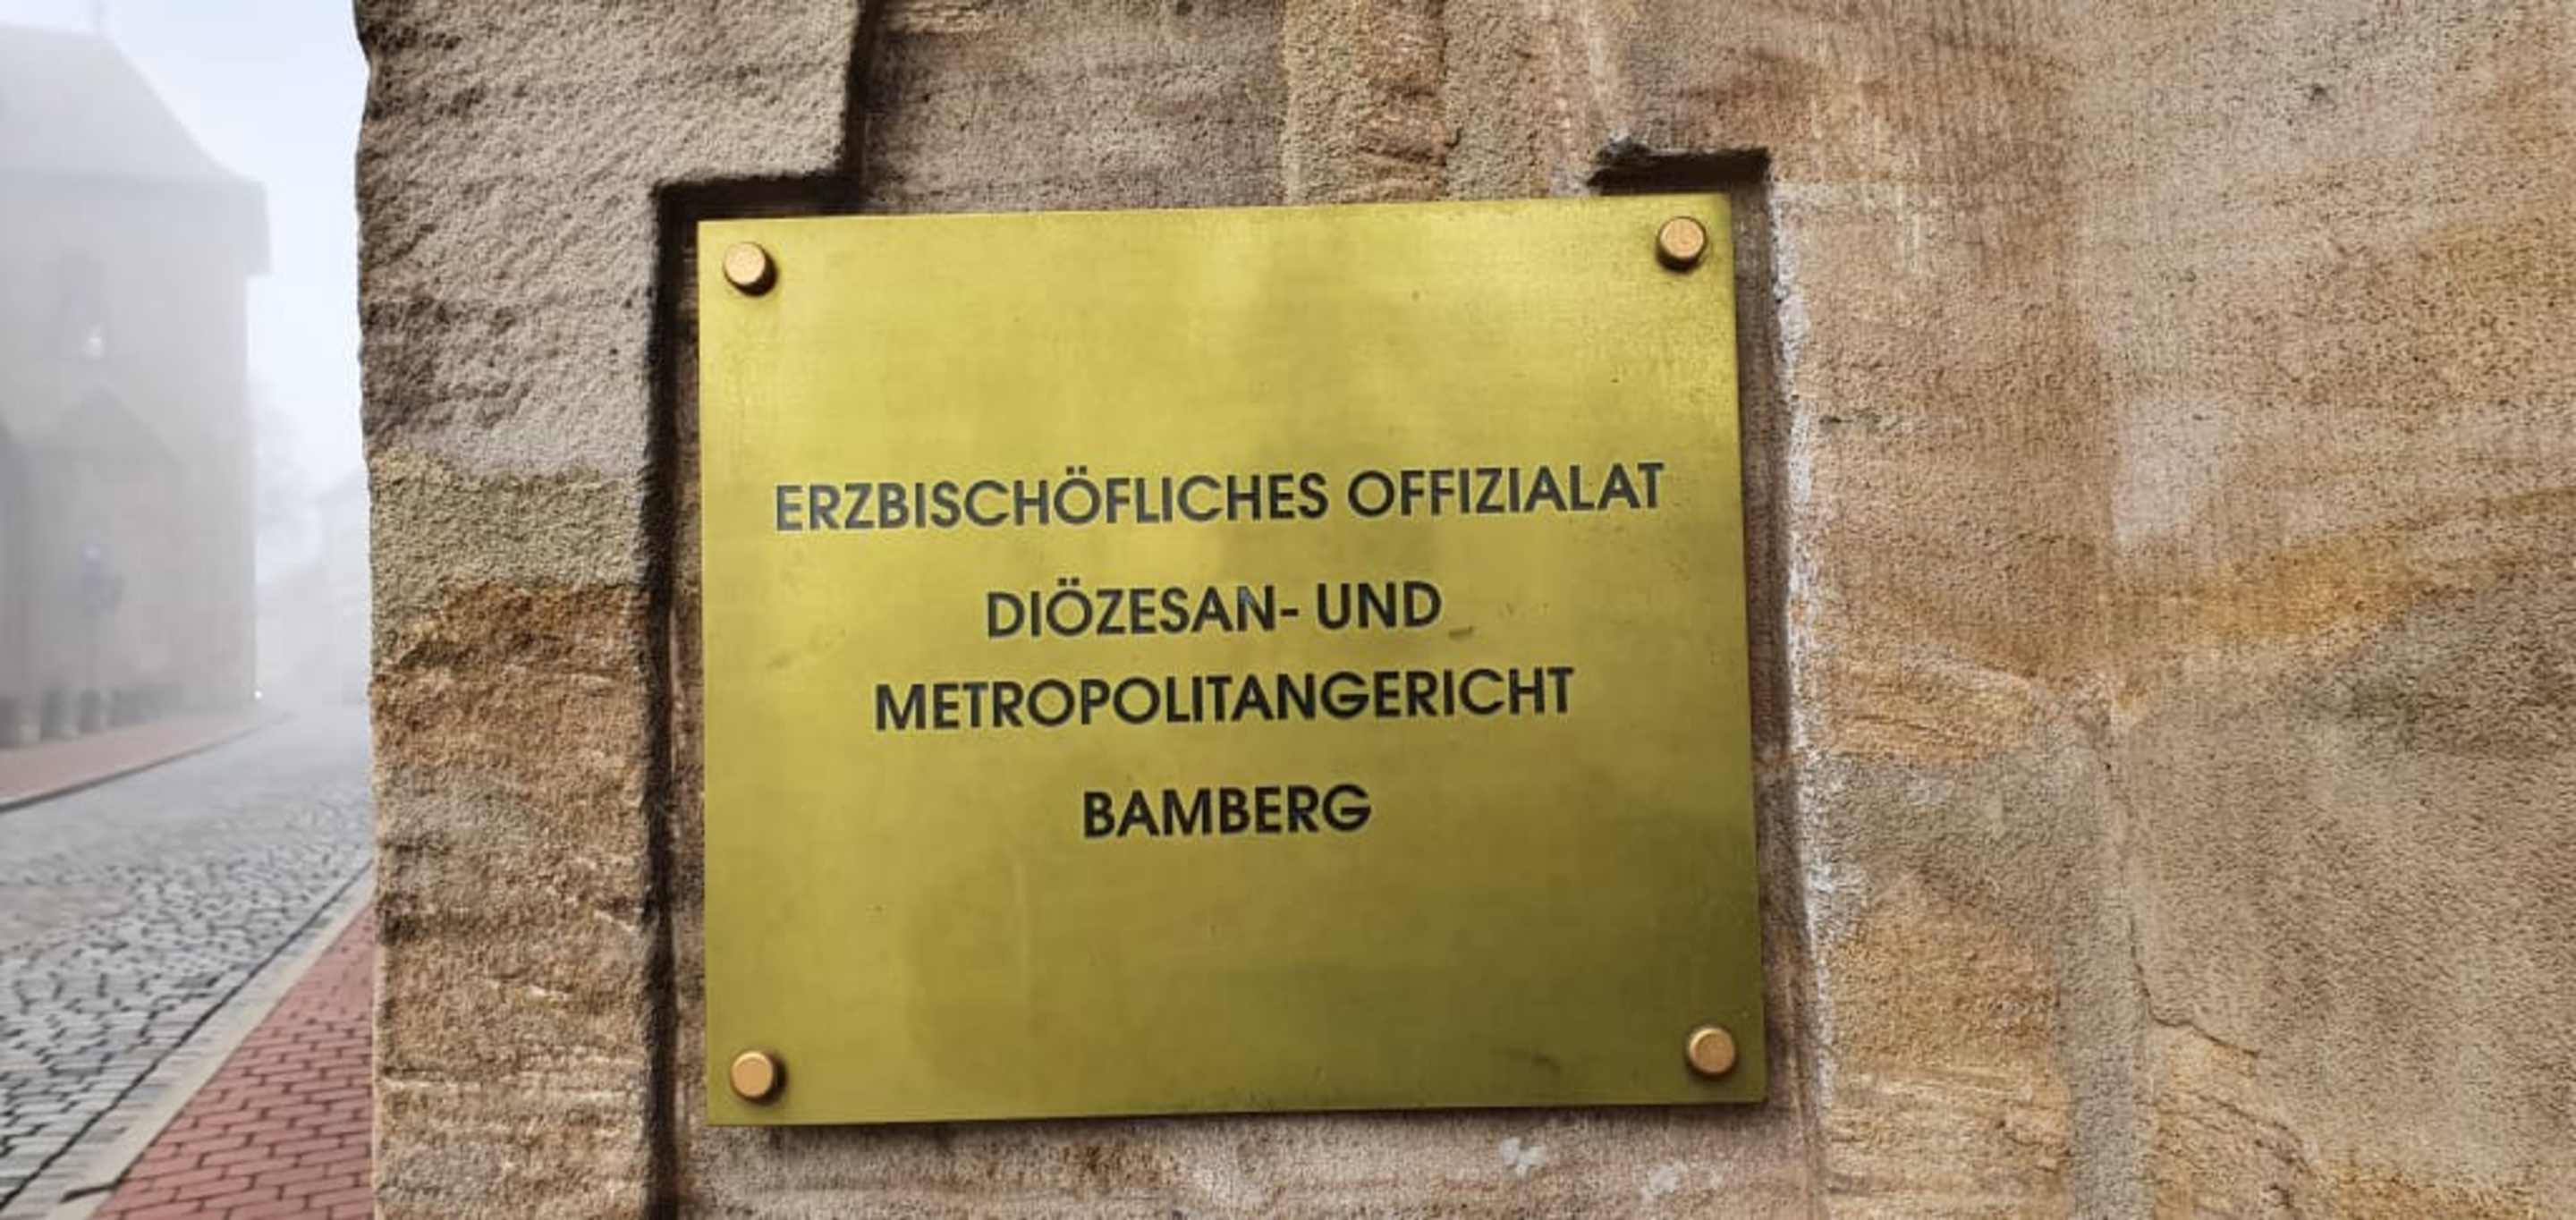 ERZBISCHÖFLICHES OFFIZIALAT
DIÖZESAN- UND
METROPOLITANGERICHT
BAMBERG